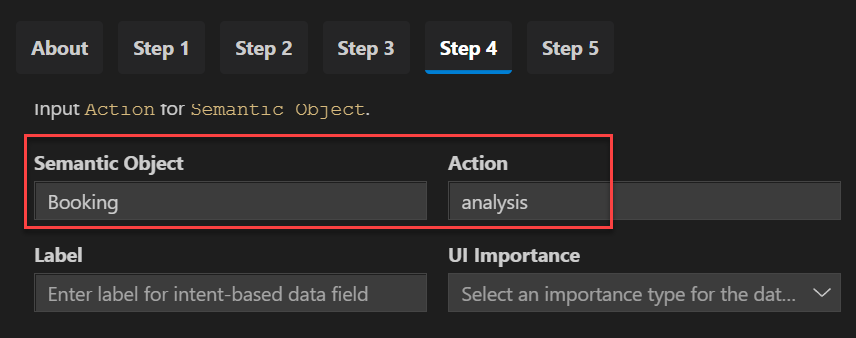 About Step 1 Step 2 Step 3 Step 4 Step 5
Input Action for Semantic Object.
Semantic Object Action
Booking analysis
Label UI Importance
Enter label for intent-based data field Select an importance type for the dat...